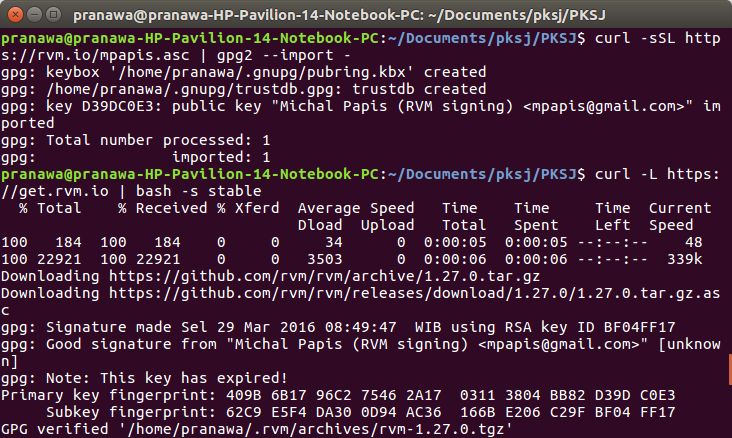 pranawa@pranawa-HP-Pavilion-14-Notebook-PC: ~/Documents/pksj/PKSJ
pranawa@pranawa-HP-Pavilion-14-Notebook-PC:~/Documents/pksj/PKSJ$ curl -sSL http
s://rvm.io/mpapis.asc | gpg2 --import -
gpg: keybox '/home/pranawa/.gnupg/pubring.kbx' created
gpg: /home/pranawa/.gnupg/trustdb.gpg: trustdb created
gpg: key D39DC0E3: public key "Michal Papis (RVM signing) <mpapis@gmail.com>" im
ported
gpg: Total number processed: 1
gpg:               imported: 1
pranawa@pranawa-HP-Pavilion-14-Notebook-PC:~/Documents/pksj/PKSJ$ curl -L https:
//get.rvm.io | bash -s stable
  % Total    % Received % Xferd  Average Speed   Time    Time     Time  Current
                                 Dload  Upload   Total   Spent    Left  Speed
100   184  100   184    0     0     34      0  0:00:05  0:00:05 --:--:--    48
100 22921  100 22921    0     0   3503      0  0:00:06  0:00:06 --:--:--  339k
Downloading https://github.com/rvm/rvm/archive/1.27.0.tar.gz
Downloading https://github.com/rvm/rvm/releases/download/1.27.0/1.27.0.tar.gz.as
c
gpg: Signature made Sel 29 Mar 2016 08:49:47  WIB using RSA key ID BF04FF17
gpg: Good signature from "Michal Papis (RVM signing) <mpapis@gmail.com>" [unknow
n]
gpg: Note: This key has expired!
Primary key fingerprint: 409B 6B17 96C2 7546 2A17  0311 3804 BB82 D39D C0E3
     Subkey fingerprint: 62C9 E5F4 DA30 0D94 AC36  166B E206 C29F BF04 FF17
GPG verified '/home/pranawa/.rvm/archives/rvm-1.27.0.tgz'